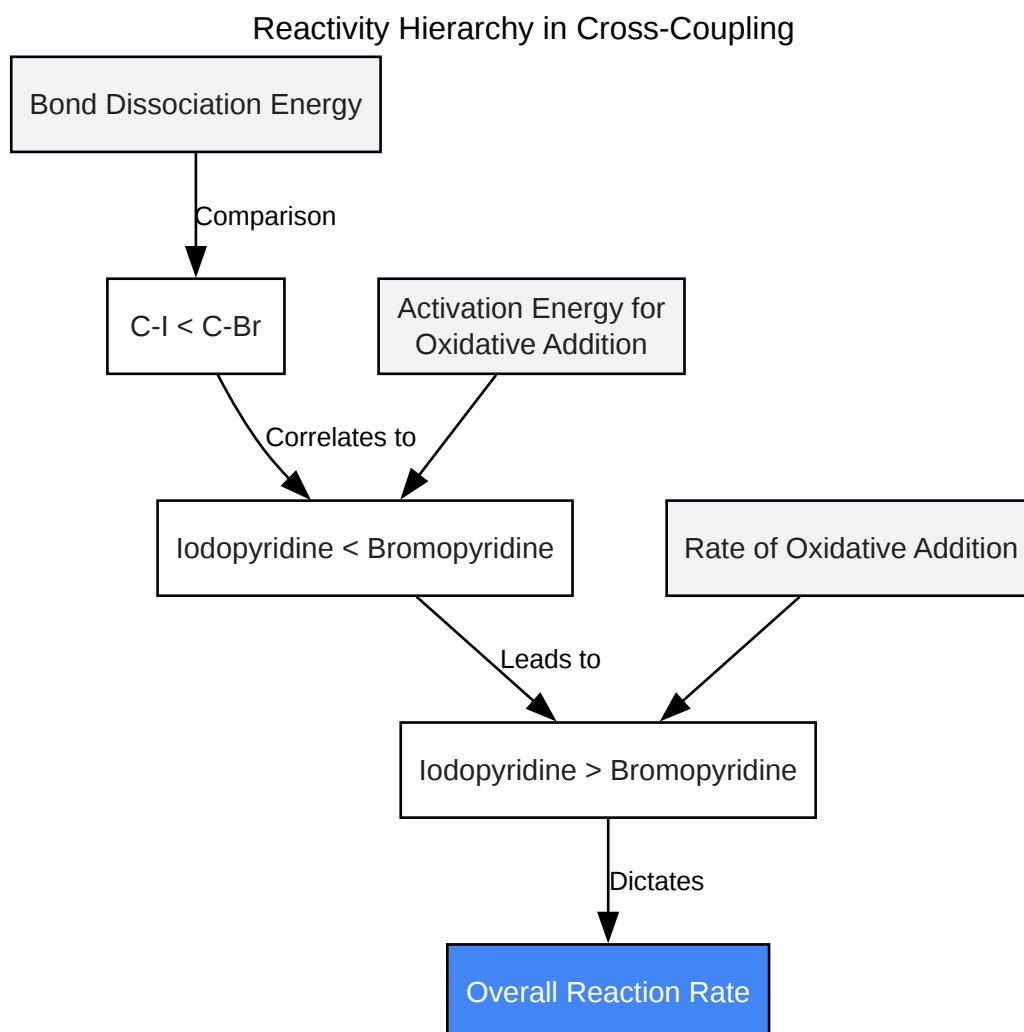 Reactivity Hierarchy in Cross-Coupling
Bond Dissociation Energy
Comparison
C-I < C-Br
Activation Energy for
Oxidative Addition
Correlates to
Iodopyridine < Bromopyridine
Rate of Oxidative Addition
Leads to
Iodopyridine > Bromopyridine
Dictates
Overall Reaction Rate